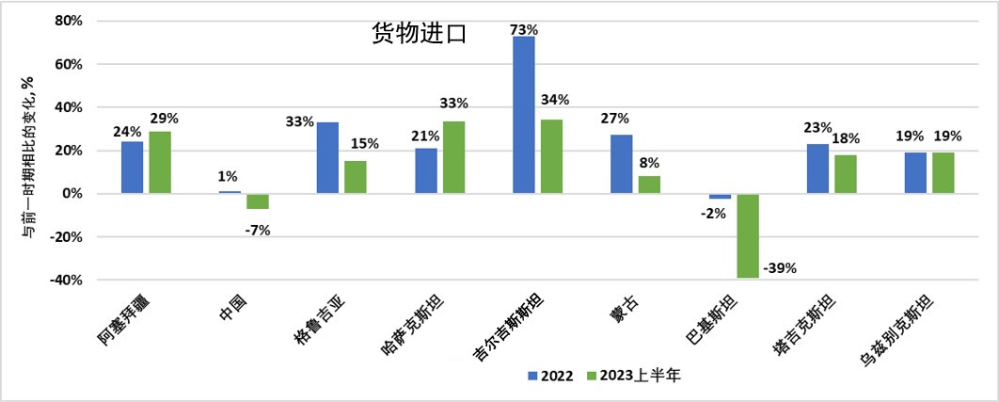 货物进口
与前一时期相比的变化, %
80%
60%
40%
20%
0%
-20%
-40%
24%
29%
1%
-7%
33%
15%
21%
33%
73%
34%
27%
8%
-2%
-39%
23%
18%
19%
19%
阿塞拜疆
中国
格鲁吉亚
哈萨克斯坦
吉尔吉斯斯坦
蒙古
巴基斯坦
塔吉克斯坦
乌兹别克斯坦
2022
2023上半年